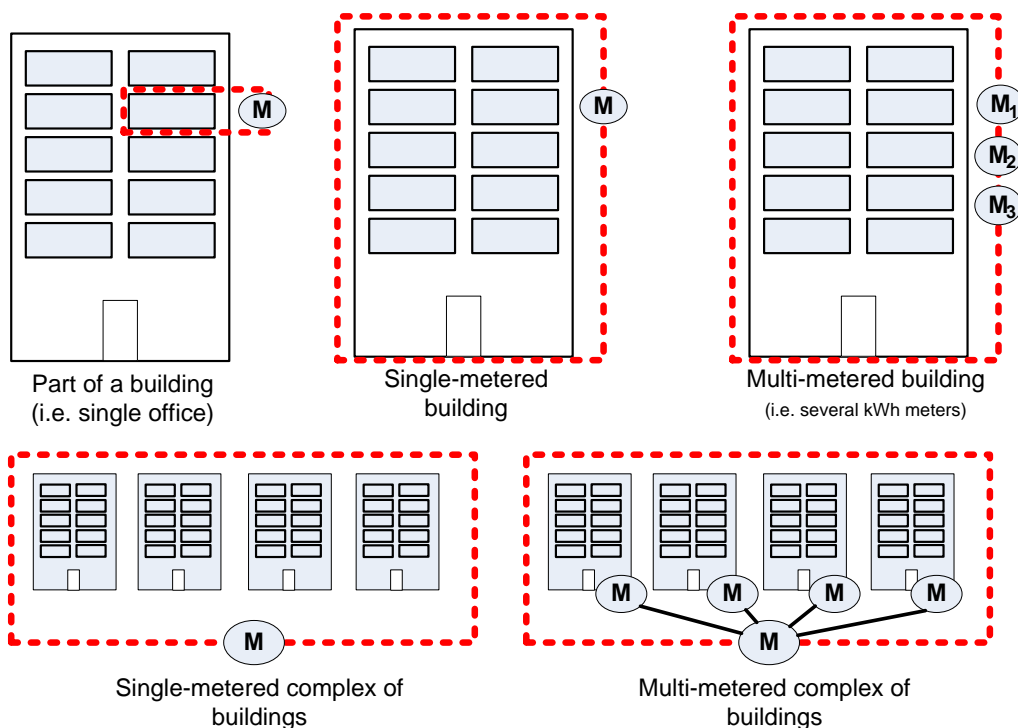 M
M
M1
M2
M3
Part of a building
(i.e. single office)
Single-metered
building
Multi-metered building
(i.e. several kWh meters)
M
M
M
M
M
M
Single-metered complex of
buildings
Multi-metered complex of
buildings